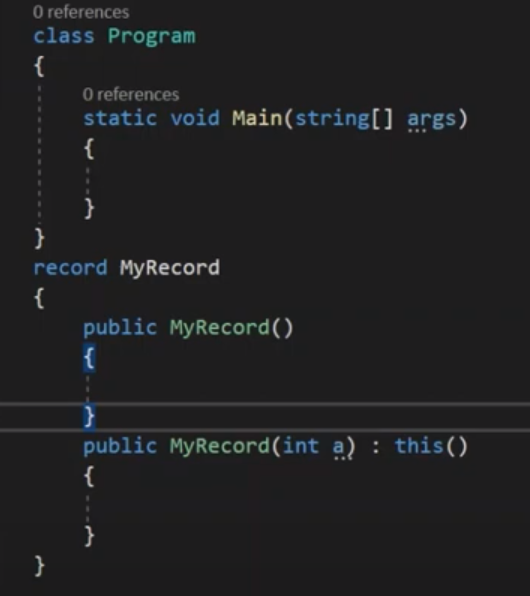 0 references
class Program
{
0 references
static void Main(string[] args)
{
}
}
record MyRecord
{
public MyRecord()
{
}
public MyRecord(int a) : this()
{
}
}